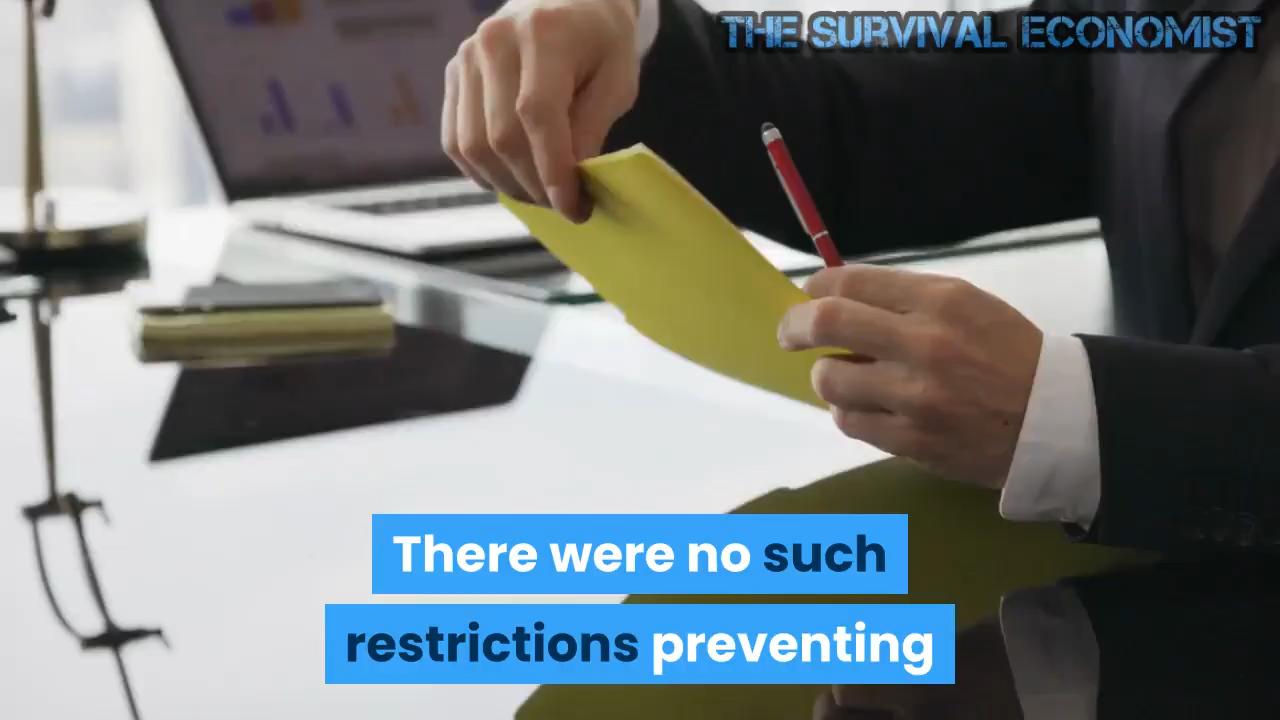 THE SURVIVAL ECONOMIST
There were no such
restrictions preventing